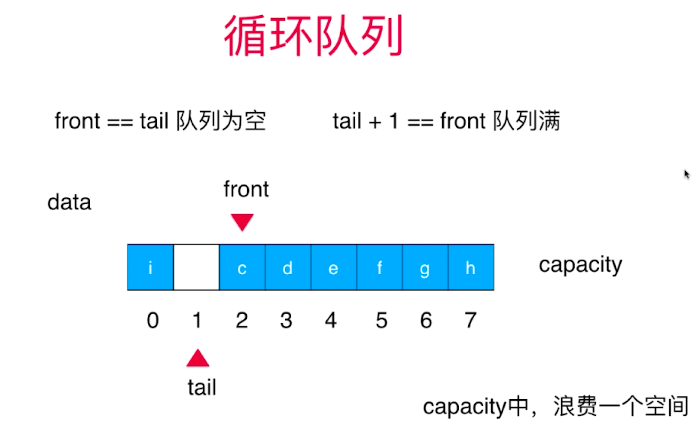 循环队列
front == tail 队列为空 tail + 1 == front 队列满
front
data
i c d e f g h
capacity
0 1 2 3 4 5 6 7
tail
capacity中，浪费一个空间